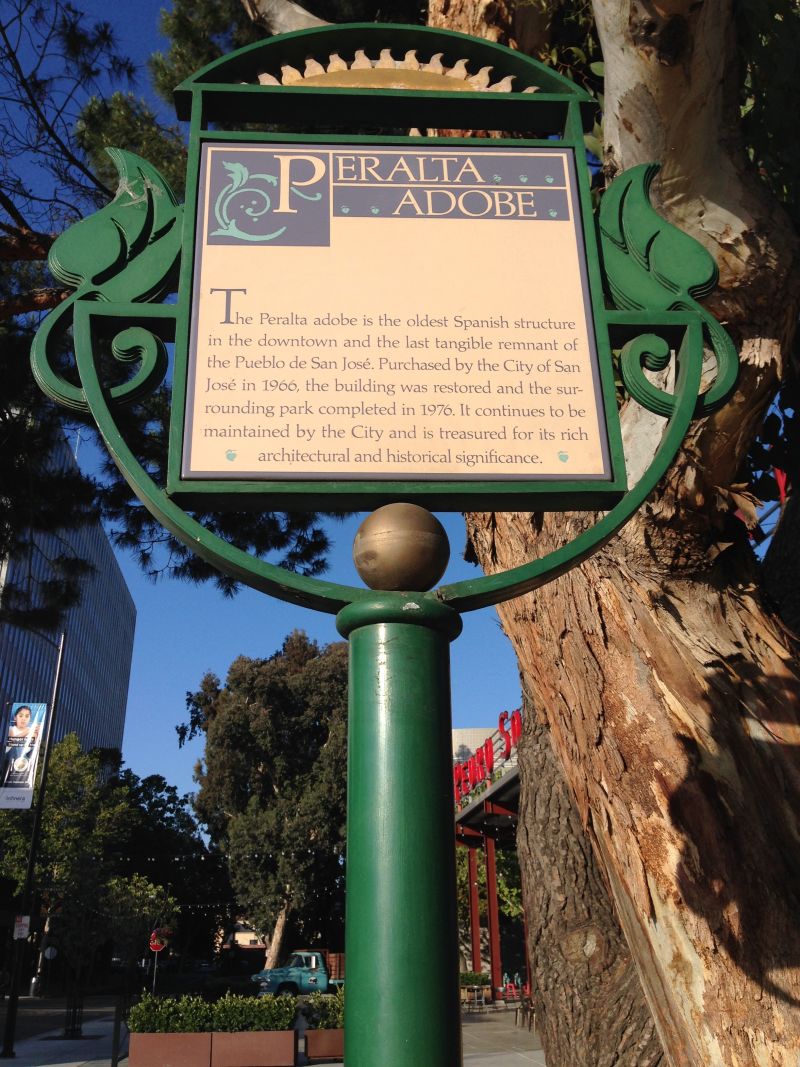 PERALTA
ADOBE
The Peralta adobe is the oldest Spanish structure
in the downtown and the last tangible remnant of
the Pueblo de San José. Purchased by the City of San
José in 1966, the building was restored and the sur-
rounding park completed in 1976. It continues to be
maintained by the City and is treasured for its rich
architectural and historical significance.